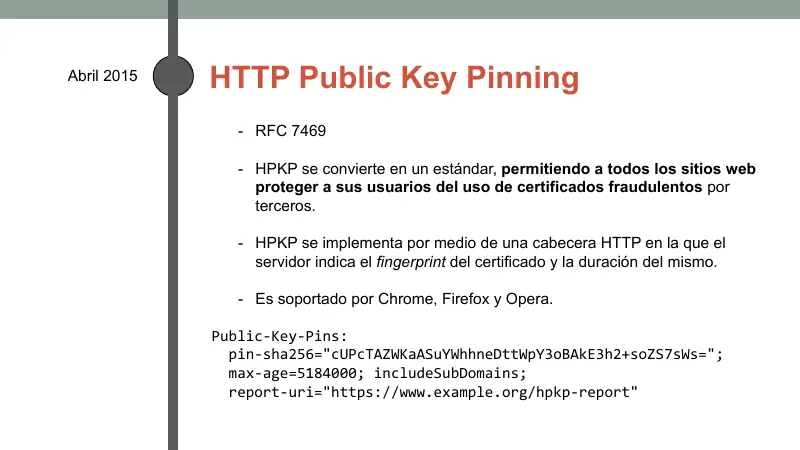 Abril 2015
HTTP Public Key Pinning
- RFC 7469
- HPKP se convierte en un estándar, permitiendo a todos los sitios web
proteger a sus usuarios del uso de certificados fraudulentos por
terceros.
- HPKP se implementa por medio de una cabecera HTTP en la que el
servidor indica el fingerprint del certificado y la duración del mismo.
- Es soportado por Chrome, Firefox y Opera.
Public-Key-Pins:
pin-sha256="cUPcTAZWKaASuYWhhneDttWpY3oBAkE3h2+soZS7sWs=";
max-age=5184000; includeSubDomains;
report-uri="https://www.example.org/hpkp-report"